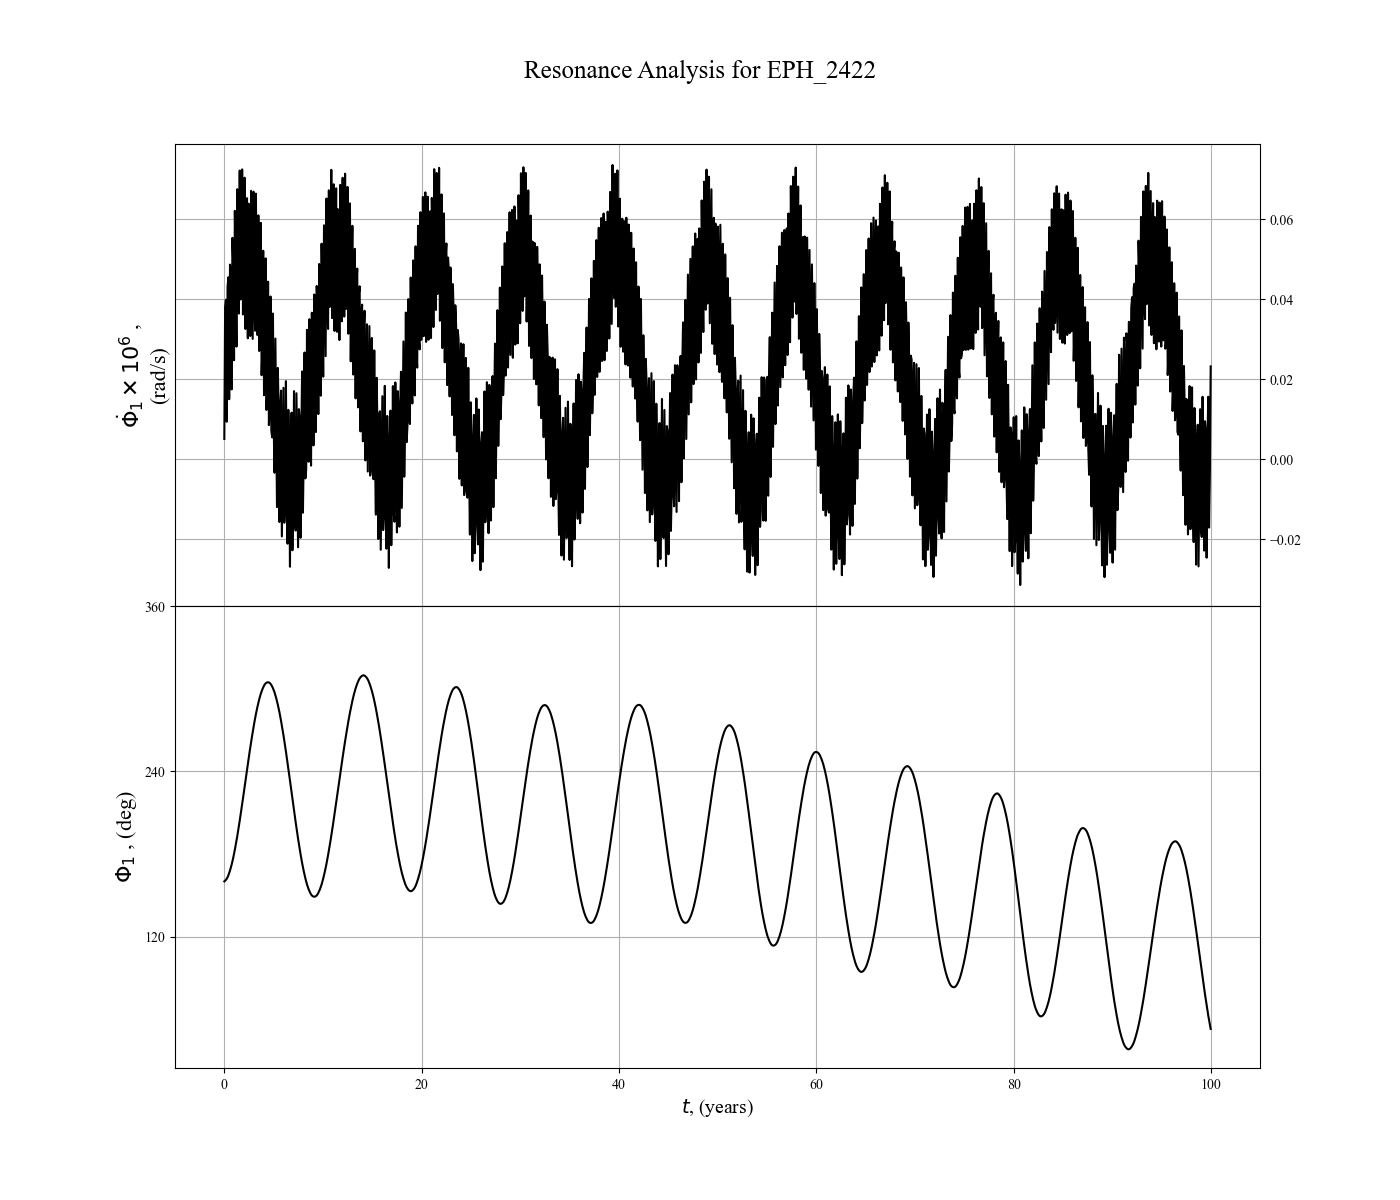 Resonance Analysis for EPH_2422
Φ̇₁ × 10⁶ ,
(rad/s)
0.06
0.04
0.02
0.00
−0.02
360
240
120
Φ₁ , (deg)
0 20 40 60 80 100
t, (years)